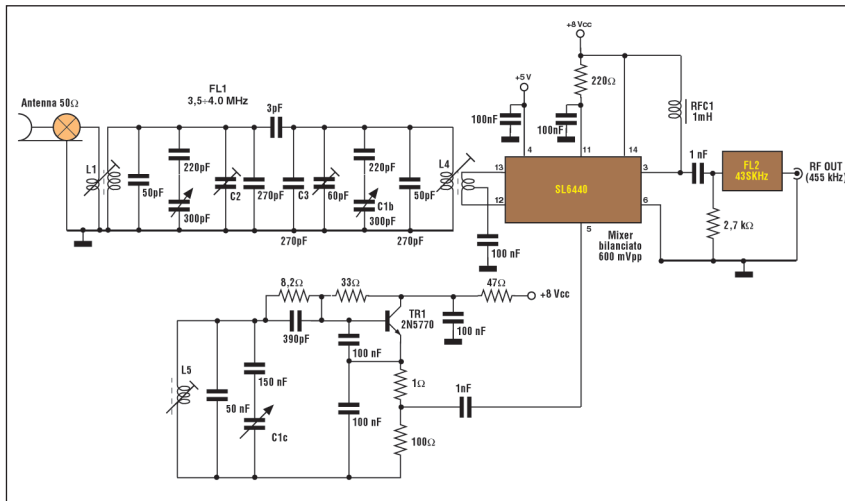 +8 Vcc
FL1
3,5÷4.0 MHz
Antenna 50Ω
3pF
+5 V
220Ω
RFC1
1mH
100nF
100nF
4
11
14
L1
220pF
220pF
L4
13
3
1 nF
FL2
43SKHz
RF OUT
(455 kHz)
SL6440
50pF
C2
270pF
C3
60pF
C1b
50pF
12
6
300pF
300pF
5
Mixer
bilanciato
600 mVpp
2,7 kΩ
270pF
270pF
100 nF
8,2Ω
33Ω
47Ω
+8 Vcc
TR1
2N5770
390pF
100 nF
100 nF
L5
150 nF
1Ω
1nF
50 nF
100 nF
C1c
100Ω